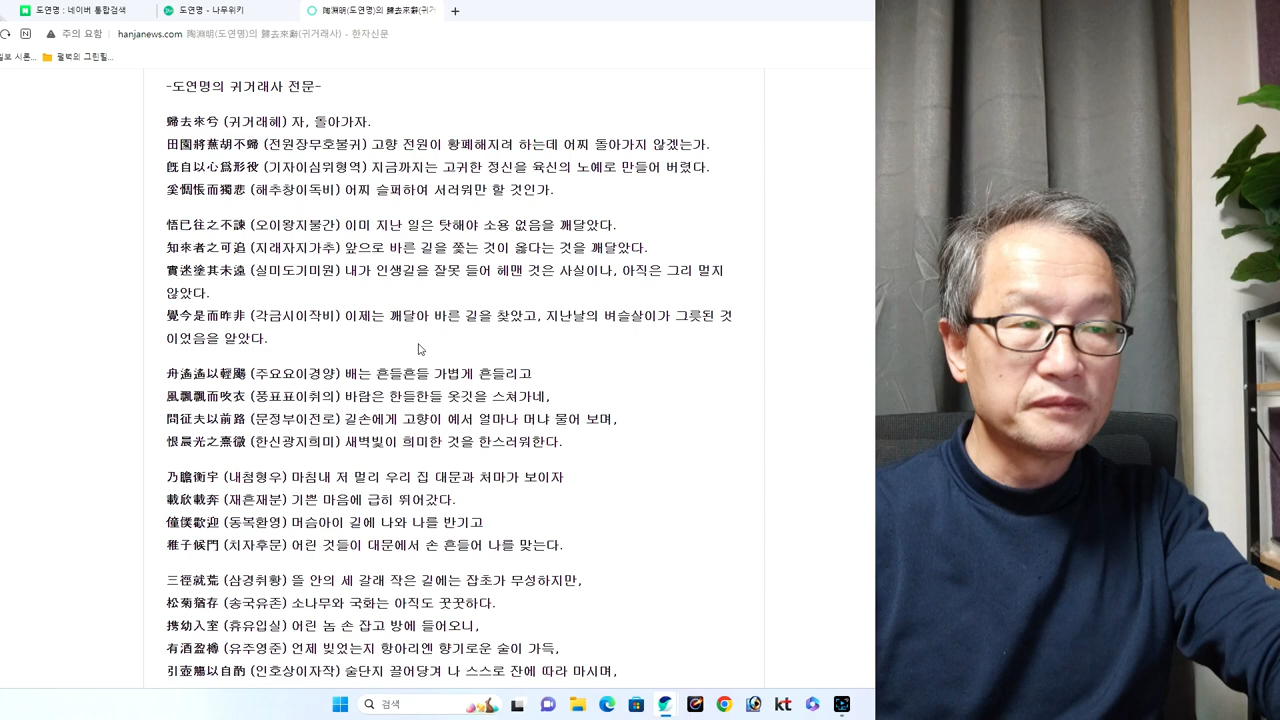 도연명 : 네이버 통합검색
도연명 - 나무위키
陶淵明(도연명)의 歸去來辭(귀거
주의 요함
hanjanews.com 陶淵明(도연명)의 歸去來辭(귀거래사) - 한자신문
펄벅의 그린필...
-도연명의 귀거래사 전문-
歸去來兮 (귀거래혜) 자, 돌아가자.
田園將蕪胡不歸 (전원장무호불귀) 고향 전원이 황폐해지려 하는데 어찌 돌아가지 않겠는가.
旣自以心爲形役 (기자이심위형역) 지금까지는 고귀한 정신을 육신의 노예로 만들어 버렸다.
奚惆悵而獨悲 (해추창이독비) 어찌 슬퍼하여 서러워만 할 것인가.
悟已往之不諫 (오이왕지불간) 이미 지난 일은 탓해야 소용 없음을 깨달았다.
知來者之可追 (지래자지가추) 앞으로 바른 길을 쫓는 것이 옳다는 것을 깨달았다.
實迷塗其未遠 (실미도기미원) 내가 인생길을 잘못 들어 헤맨 것은 사실이나, 아직은 그리 멀지
않았다.
覺今是而昨非 (각금시이작비) 이제는 깨달아 바른 길을 찾았고, 지난날의 벼슬살이가 그릇된 것
이었음을 알았다.
舟遙遙以輕颺 (주요요이경양) 배는 흔들흔들 가볍게 흔들리고
風飄飄而吹衣 (풍표표이취의) 바람은 한들한들 옷깃을 스쳐가네,
問征夫以前路 (문정부이전로) 길손에게 고향이 예서 얼마나 머냐 물어 보며,
恨晨光之熹微 (한신광지희미) 새벽빛이 희미한 것을 한스러워한다.
乃瞻衡宇 (내첨형우) 마침내 저 멀리 우리 집 대문과 처마가 보이자
載欣載奔 (재흔재분) 기쁜 마음에 급히 뛰어갔다.
僮僕歡迎 (동복환영) 머슴아이 길에 나와 나를 반기고
稚子候門 (치자후문) 어린 것들이 대문에서 손 흔들어 나를 맞는다.
三徑就荒 (삼경취황) 뜰 안의 세 갈래 작은 길에는 잡초가 무성하지만,
松菊猶存 (송국유존) 소나무와 국화는 아직도 꿋꿋하다.
携幼入室 (휴유입실) 어린 놈 손 잡고 방에 들어오니,
有酒盈樽 (유주영준) 언제 빚었는지 항아리엔 향기로운 술이 가득,
引壺觴以自酌 (인호상이자작) 술단지 끌어당겨 나 스스로 잔에 따라 마시며,
검색
kt